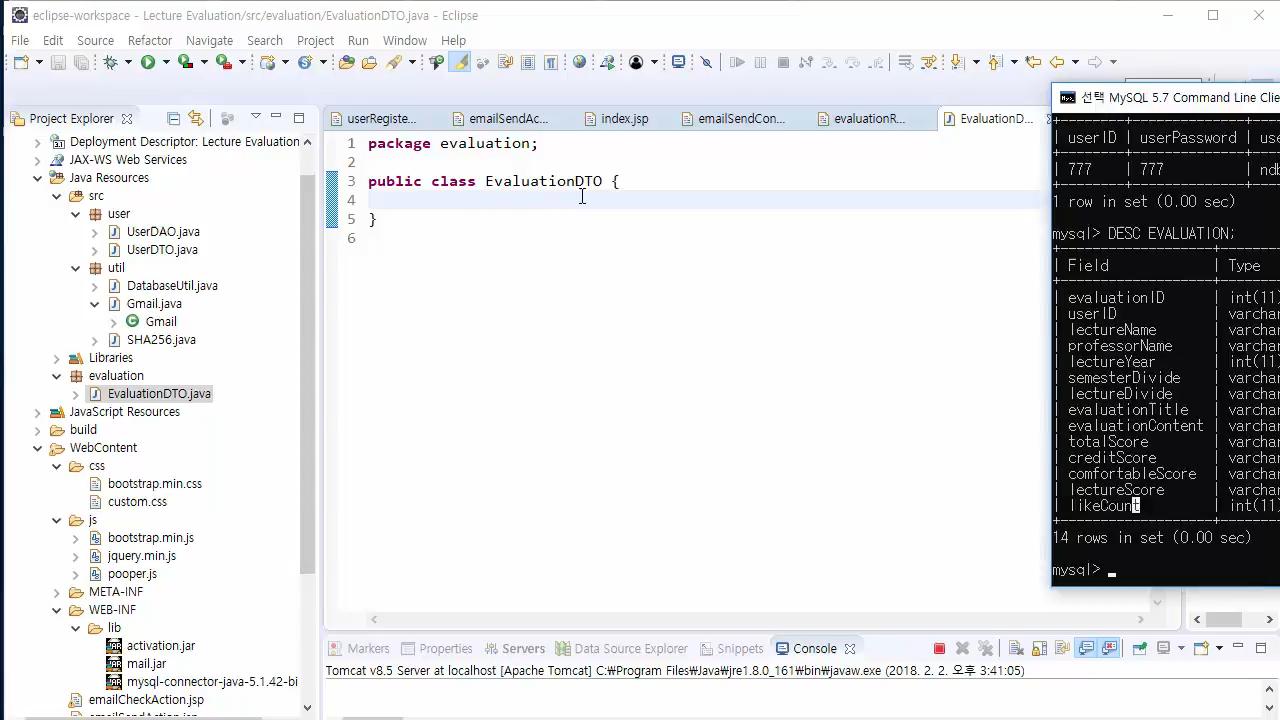 eclipse-workspace - Lecture Evaluation/src/evaluation/EvaluationDTO.java - Eclipse
File Edit Source Refactor Navigate Search Project Run Window Help
Project Explorer
Deployment Descriptor: Lecture Evaluation
JAX-WS Web Services
Java Resources
src
user
UserDAO.java
UserDTO.java
util
DatabaseUtil.java
Gmail.java
Gmail
SHA256.java
Libraries
evaluation
EvaluationDTO.java
JavaScript Resources
build
WebContent
css
bootstrap.min.css
custom.css
js
bootstrap.min.js
jquery.min.js
pooper.js
META-INF
WEB-INF
lib
activation.jar
mail.jar
mysql-connector-java-5.1.42-bi
emailCheckAction.jsp
emailSendAction.jsp
userRegiste... emailSendAc... index.jsp emailSendCon... evaluationR... EvaluationD...
1 package evaluation;
2
3 public class EvaluationDTO {
4
5 }
6
선택 MySQL 5.7 Command Line Clie
| userID | userPassword | use
| 777 | 777 | ndb
1 row in set (0.00 sec)
mysql> DESC EVALUATION;
| Field | Type
| evaluationID | int(11)
| userID | varchar
| lectureName | varchar
| professorName | varchar
| lectureYear | int(11)
| semesterDivide | varchar
| lectureDivide | varchar
| evaluationTitle | varchar
| evaluationContent | varchar
| totalScore | varchar
| creditScore | varchar
| comfortableScore | varchar
| lectureScore | varchar
| likeCount | int(11)
14 rows in set (0.00 sec)
mysql>
Markers Properties Servers Data Source Explorer Snippets Console
Tomcat v8.5 Server at localhost [Apache Tomcat] C:\Program Files\Java\jre1.8.0_161\bin\javaw.exe (2018. 2. 2. 오후 3:41:05)